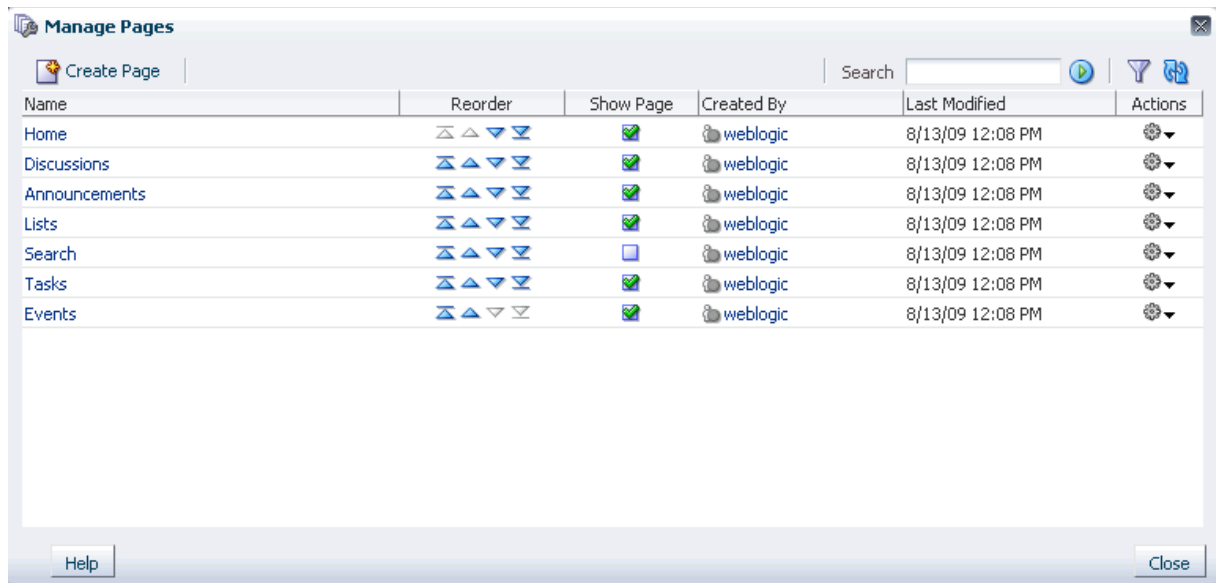 Manage Pages
Create Page Search
Name Reorder Show Page Created By Last Modified Actions
Home weblogic 8/13/09 12:08 PM
Discussions weblogic 8/13/09 12:08 PM
Announcements weblogic 8/13/09 12:08 PM
Lists weblogic 8/13/09 12:08 PM
Search weblogic 8/13/09 12:08 PM
Tasks weblogic 8/13/09 12:08 PM
Events weblogic 8/13/09 12:08 PM
Help Close